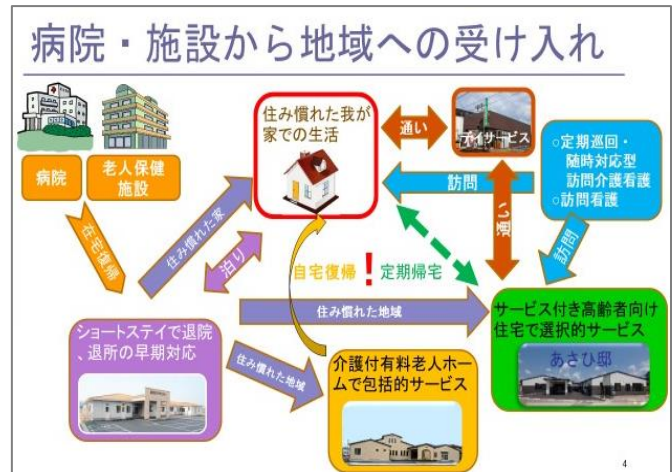 病院・施設から地域への受け入れ
住み慣れた我が
家での生活
通い
デイサービス
○定期巡回・
随時対応型
訪問介護看護
○訪問看護
病院
老人保健
施設
訪問
通い
訪問
在宅復帰
住み慣れた家
泊り
自宅復帰
!
定期帰宅
住み慣れた地域
サービス付き高齢者向け
住宅で選択的サービス
あさひ邸
ショートステイで退院
、退所の早期対応
住み慣れた地域
介護付有料老人ホー
ムで包括的サービス
4